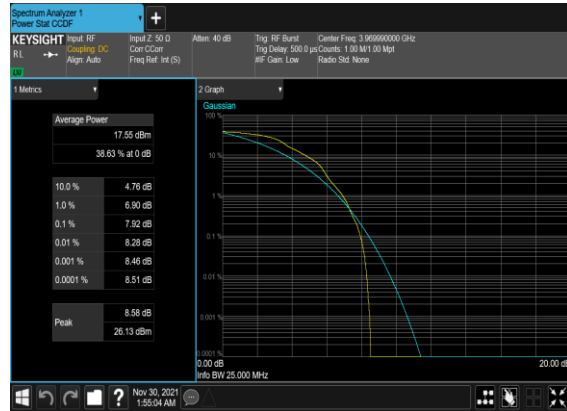 Spectrum Analyzer 1
Power Stat CCDF
+
KEYSIGHT
RL
Input: RF
Coupling: DC
Align: Auto
Input Z: 50 Ω
Corr CCorr
Freq Ref: Int (S)
Atten: 40 dB
Trig: RF Burst
Trig Delay: 500.0 µs
#IF Gain: Low
Center Freq: 3.969990000 GHz
Counts: 1.00 M/1.00 Mpt
Radio Std: None
1 Metrics
Average Power
17.55 dBm
38.63 % at 0 dB
10.0 % 4.76 dB
1.0 % 6.90 dB
0.1 % 7.92 dB
0.01 % 8.28 dB
0.001 % 8.46 dB
0.0001 % 8.51 dB
Peak
8.58 dB
26.13 dBm
2 Graph
Gaussian
100 %
10 %
1 %
0.1 %
0.01 %
0.001 %
0.0001 %
0.00 dB 20.00 dB
Info BW 25.000 MHz
?
Nov 30, 2021
1:55:04 AM